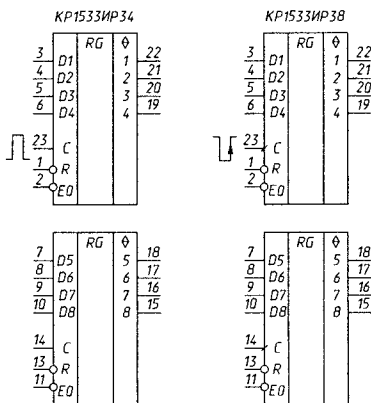 КР1533ИР34
RG ◊
3 D1 1 22
4 D2 2 21
5 D3 3 20
6 D4 4 19
23 C
1 R
2 EO
RG ◊
7 D5 5 18
8 D6 6 17
9 D7 7 16
10 D8 8 15
14 C
13 R
11 EO
КР1533ИР38
RG ◊
3 D1 1 22
4 D2 2 21
5 D3 3 20
6 D4 4 19
23 C
1 R
2 EO
RG ◊
7 D5 5 18
8 D6 6 17
9 D7 7 16
10 D8 8 15
14 C
13 R
11 EO